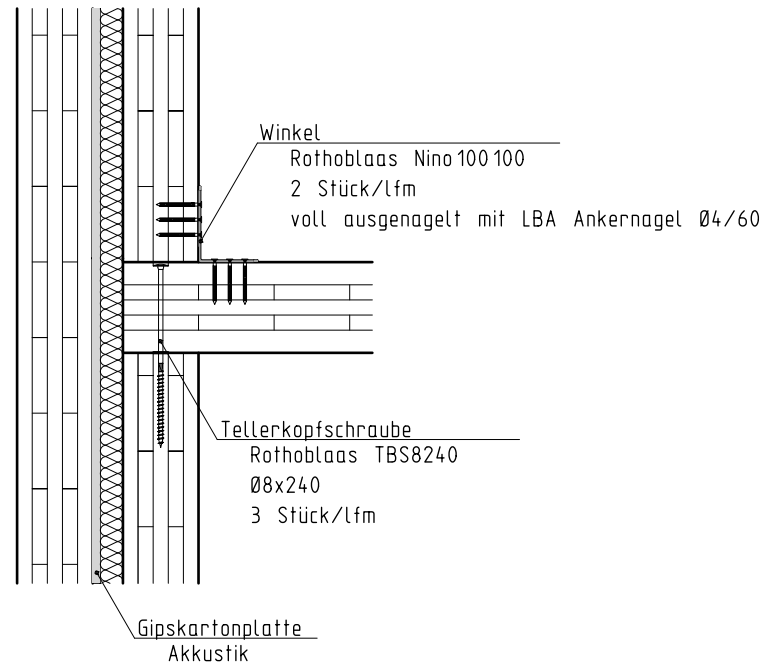 Winkel
Rothoblaas Nino 100 100
2 Stück/lfm
voll ausgenagelt mit LBA Ankernagel Ø4/60
Tellerkopfschraube
Rothoblaas TBS8240
Ø8x240
3 Stück/lfm
Gipskartonplatte
Akkustik